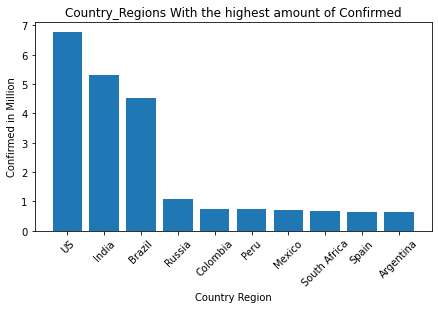 Country_Regions With the highest amount of Confirmed
Confirmed in Million
7
6
5
4
3
2
1
0
US
India
Brazil
Russia
Colombia
Peru
Mexico
South Africa
Spain
Argentina
Country Region